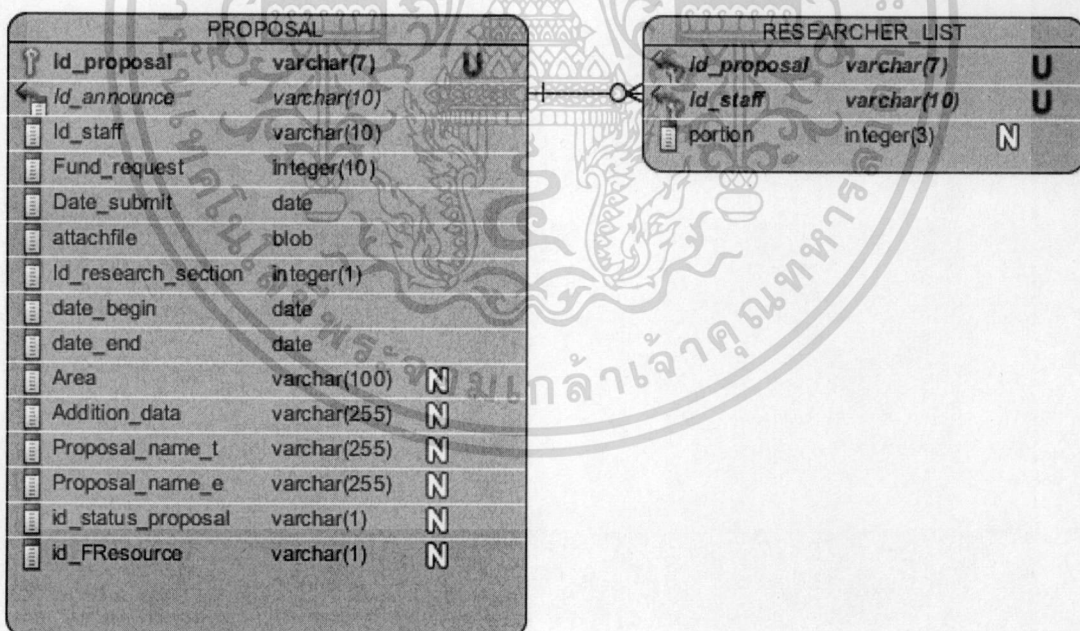 PROPOSAL
Id_proposal varchar(7) U
Id_announce varchar(10)
Id_staff varchar(10)
Fund_request integer(10)
Date_submit date
attachfile blob
Id_research_section integer(1)
date_begin date
date_end date
Area varchar(100) N
Addition_data varchar(255) N
Proposal_name_t varchar(255) N
Proposal_name_e varchar(255) N
id_status_proposal varchar(1) N
id_FResource varchar(1) N
RESEARCHER_LIST
Id_proposal varchar(7) U
Id_staff varchar(10) U
portion integer(3) N